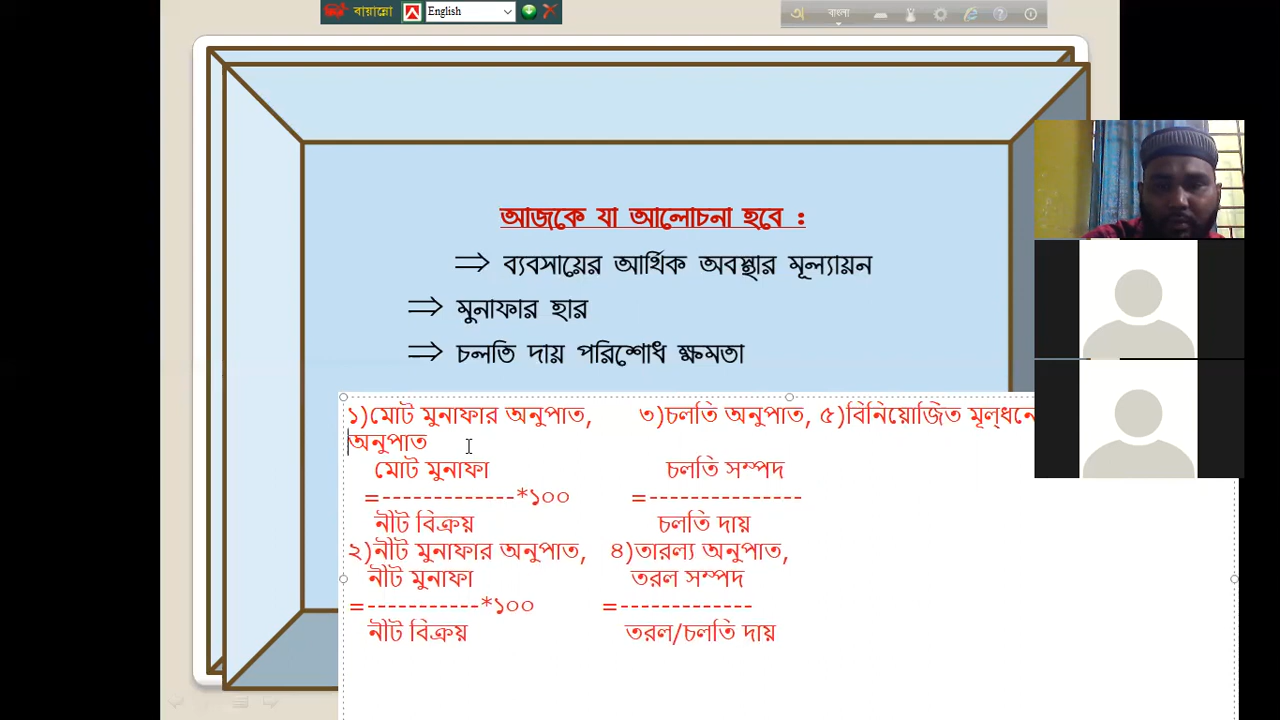 বায়ান্নো
English
অ
বাংলা
আজকে যা আলোচনা হবে :
⇒ ব্যবসায়ের আর্থিক অবস্থার মূল্যায়ন
⇒ মুনাফার হার
⇒ চলতি দায় পরিশোধ ক্ষমতা
১)মোট মুনাফার অনুপাত, ৩)চলতি অনুপাত, ৫)বিনিয়োজিত মূল্ধনে
অনুপাত
মোট মুনাফা চলতি সম্পদ
=-------------*১০০ =---------------
নীট বিক্রয় চলতি দায়
২)নীট মুনাফার অনুপাত, ৪)তারল্য অনুপাত,
নীট মুনাফা তরল সম্পদ
=-----------*১০০ =-------------
নীট বিক্রয় তরল/চলতি দায়